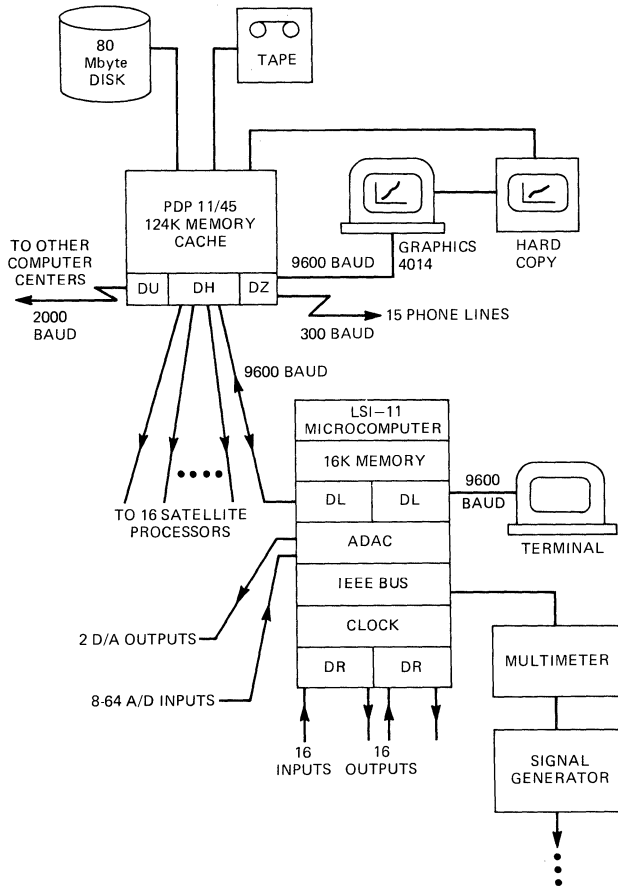 80
Mbyte
DISK
TAPE
PDP 11/45
124K MEMORY
CACHE
TO OTHER
COMPUTER
CENTERS
2000
BAUD
DU
DH
DZ
9600 BAUD
GRAPHICS
4014
HARD
COPY
300 BAUD
15 PHONE LINES
9600 BAUD
TO 16 SATELLITE
PROCESSORS
LSI–11
MICROCOMPUTER
16K MEMORY
DL
DL
9600
BAUD
TERMINAL
ADAC
IEEE BUS
CLOCK
DR
DR
2 D/A OUTPUTS
8-64 A/D INPUTS
16
INPUTS
16
OUTPUTS
MULTIMETER
SIGNAL
GENERATOR